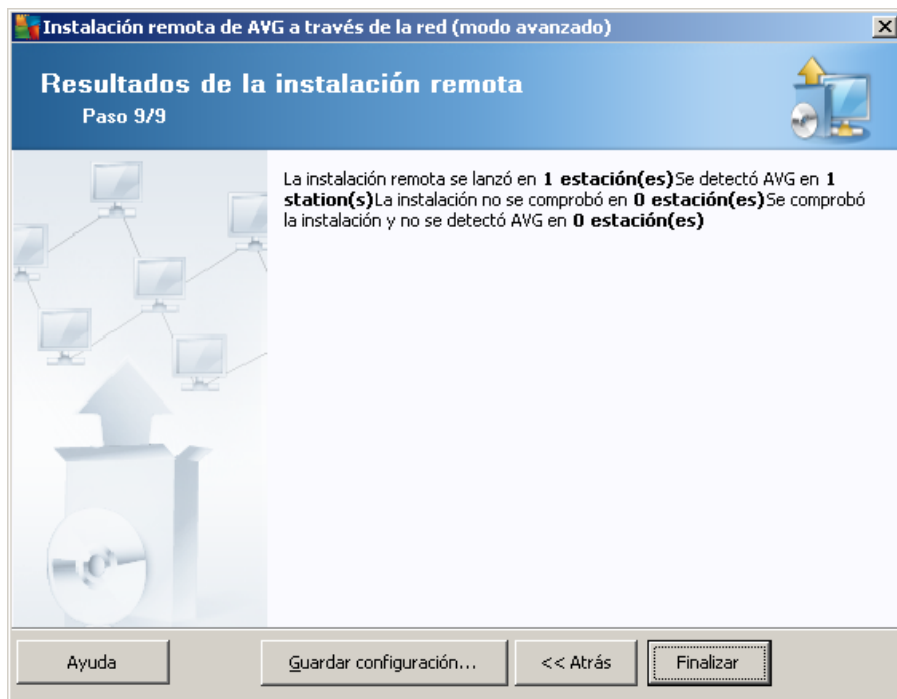 Instalación remota de AVG a través de la red (modo avanzado)
Resultados de la instalación remota
Paso 9/9
La instalación remota se lanzó en 1 estación(es)Se detectó AVG en 1
station(s)La instalación no se comprobó en 0 estación(es)Se comprobó
la instalación y no se detectó AVG en 0 estación(es)
Ayuda
Guardar configuración...
<< Atrás
Finalizar